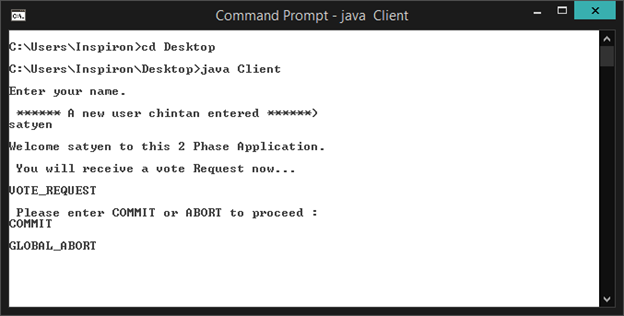 Command Prompt - java Client
C:\Users\Inspiron>cd Desktop
C:\Users\Inspiron\Desktop>java Client
Enter your name.
****** A new user chintan entered ******)
satyen
Welcome satyen to this 2 Phase Application.
You will receive a vote Request now...
VOTE_REQUEST
Please enter COMMIT or ABORT to proceed :
COMMIT
GLOBAL_ABORT